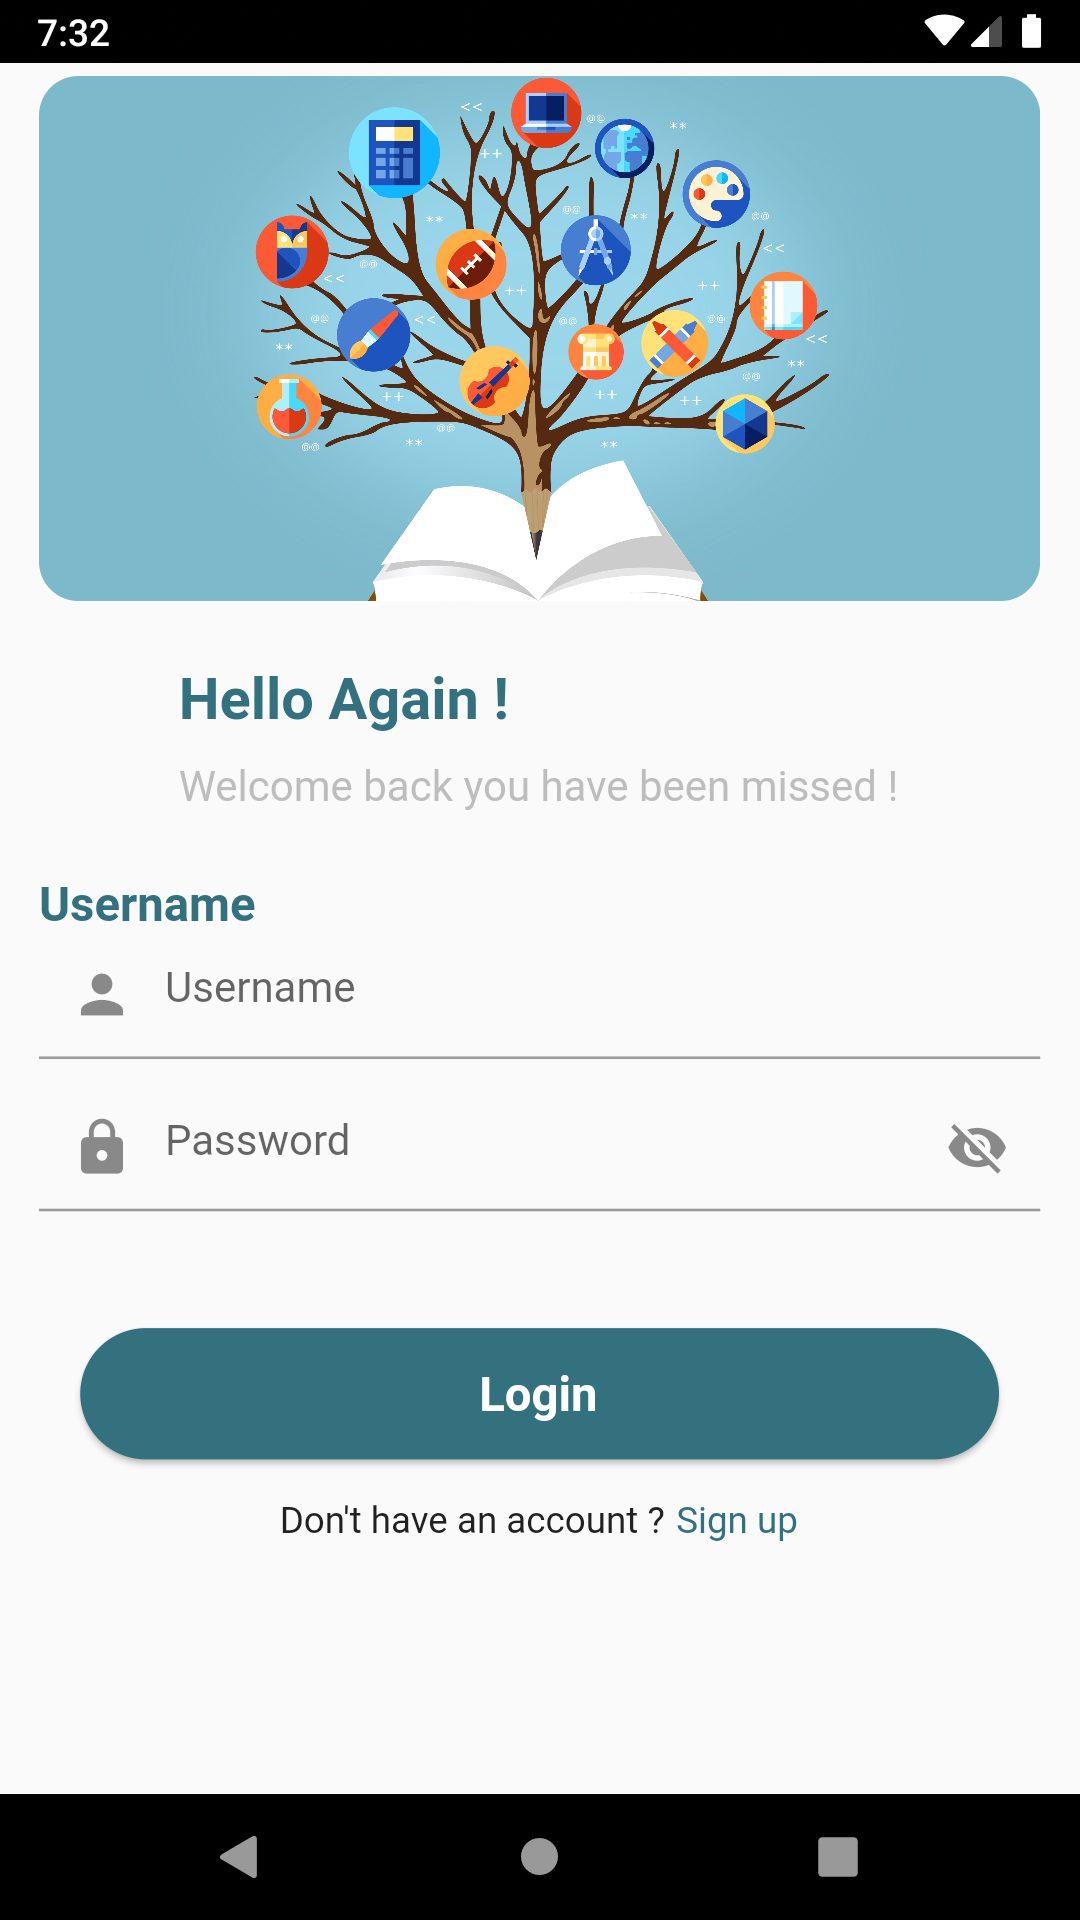 7:32
Hello Again !
Welcome back you have been missed !
Username
Username
Password
Login
Don't have an account ? Sign up